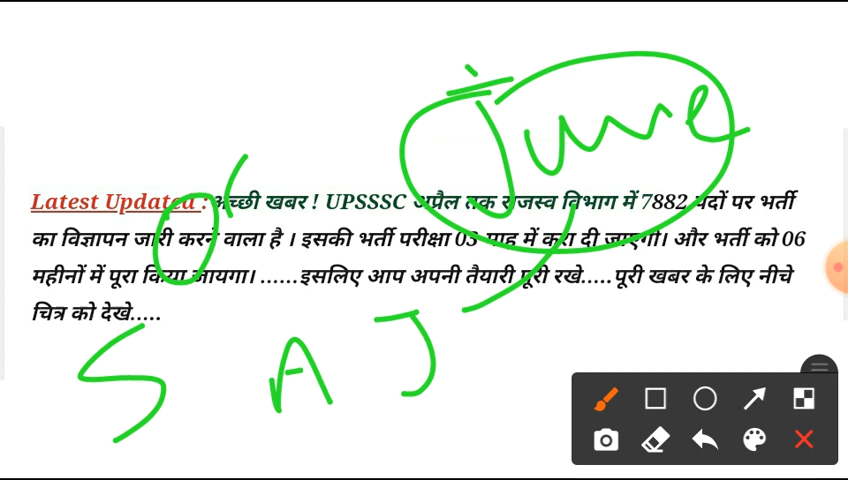 June
Latest Updated : अच्छी खबर ! UPSSSC अप्रैल तक राजस्व विभाग में 7882 पदों पर भर्ती
का विज्ञापन जारी करने वाला है । इसकी भर्ती परीक्षा 03 माह में करा दी जाएगी। और भर्ती को 06
महीनों में पूरा किया जायगा। ......इसलिए आप अपनी तैयारी पूरी रखे.....पूरी खबर के लिए नीचे
चित्र को देखे.....
S A J